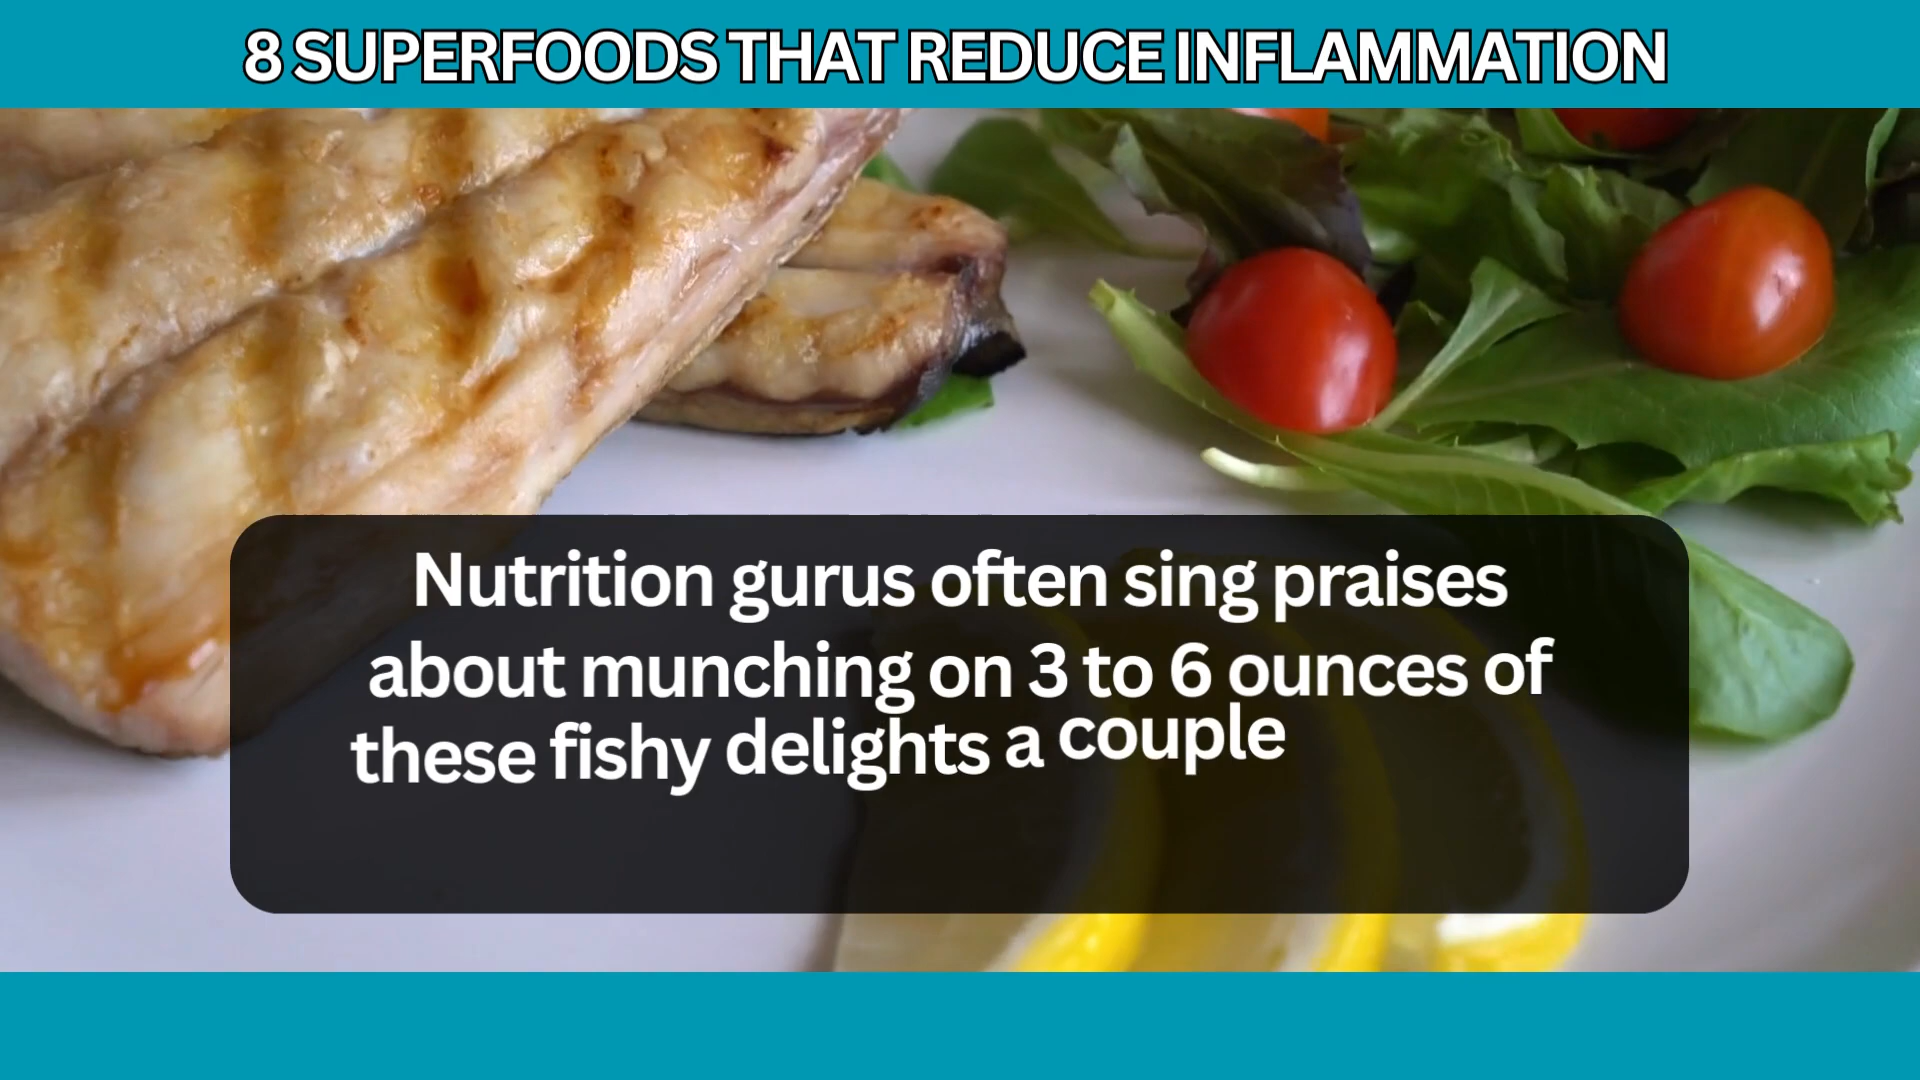 8 SUPERFOODS THAT REDUCE INFLAMMATION
Nutrition gurus often sing praises
about munching on 3 to 6 ounces of
these fishy delights a couple